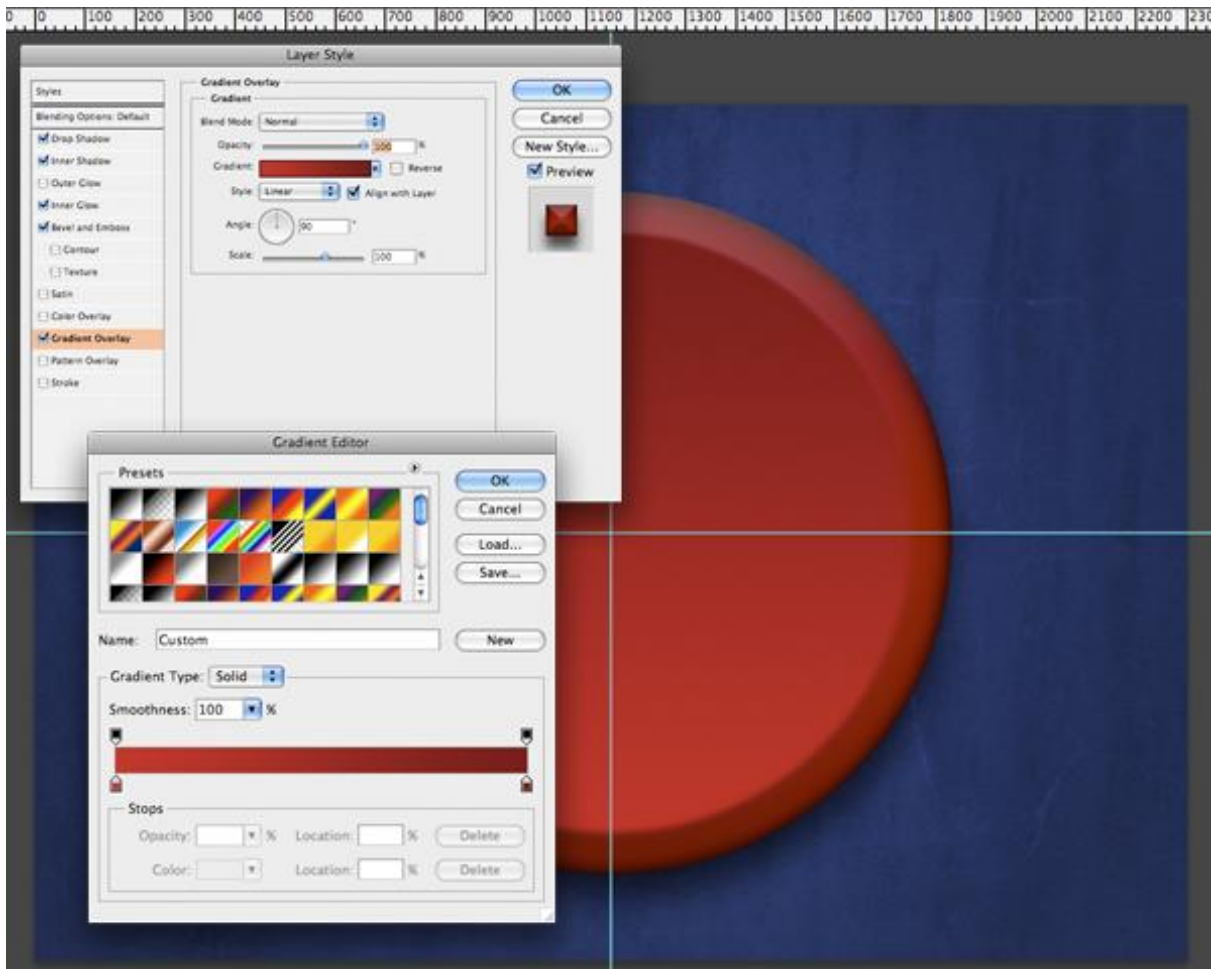 0 0 100 200 300 400 500 600 700 800 900 1000 1100 1200 1300 1400 1500 1600 1700 1800 1900 2000 2100 2200 230
Layer Style
Styles
Blending Options: Default
Drop Shadow
Inner Shadow
Outer Glow
Inner Glow
Bevel and Emboss
Contour
Texture
Satin
Color Overlay
Gradient Overlay
Pattern Overlay
Stroke
Gradient Overlay
Gradient
Blend Mode: Normal
Opacity: 100 %
Gradient: Reverse
Style: Linear Align with Layer
Angle: 90 °
Scale: 100 %
OK
Cancel
New Style...
Preview
Gradient Editor
Presets
OK
Cancel
Load...
Save...
Name: Custom
New
Gradient Type: Solid
Smoothness: 100 %
Stops
Opacity: % Location: % Delete
Color: Location: % Delete